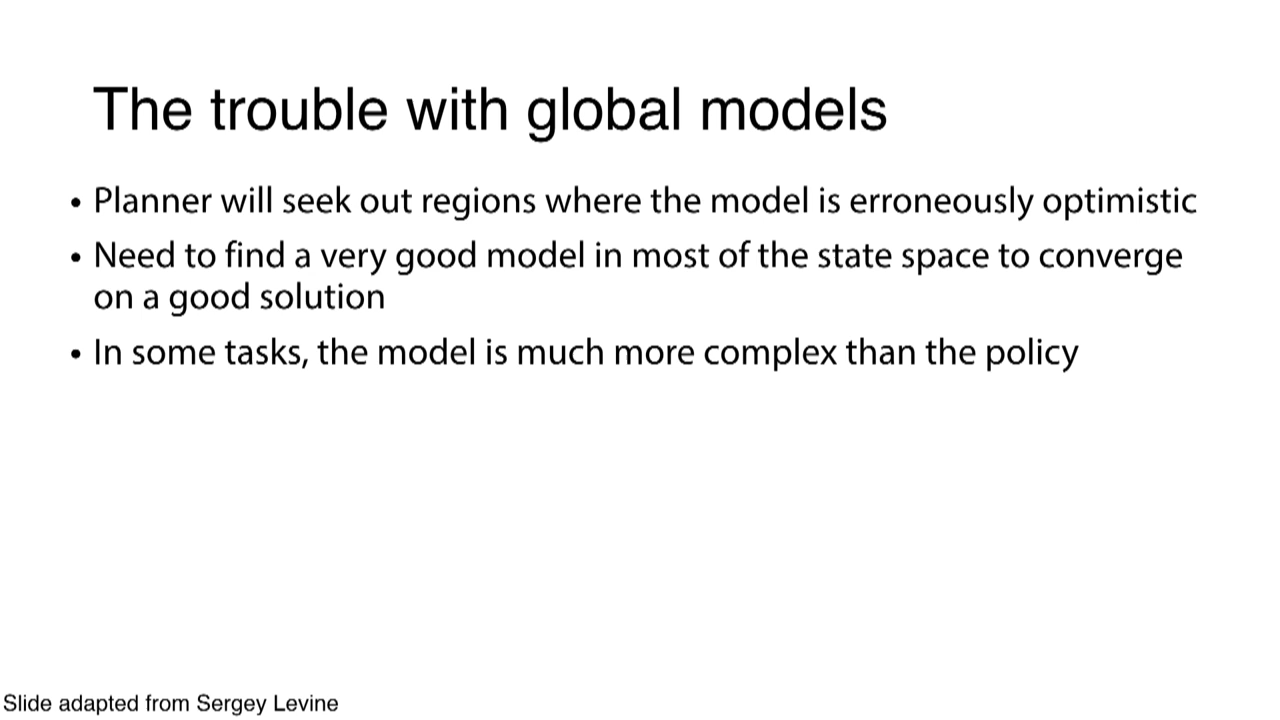 The trouble with global models
• Planner will seek out regions where the model is erroneously optimistic
• Need to find a very good model in most of the state space to converge
on a good solution
• In some tasks, the model is much more complex than the policy
Slide adapted from Sergey Levine